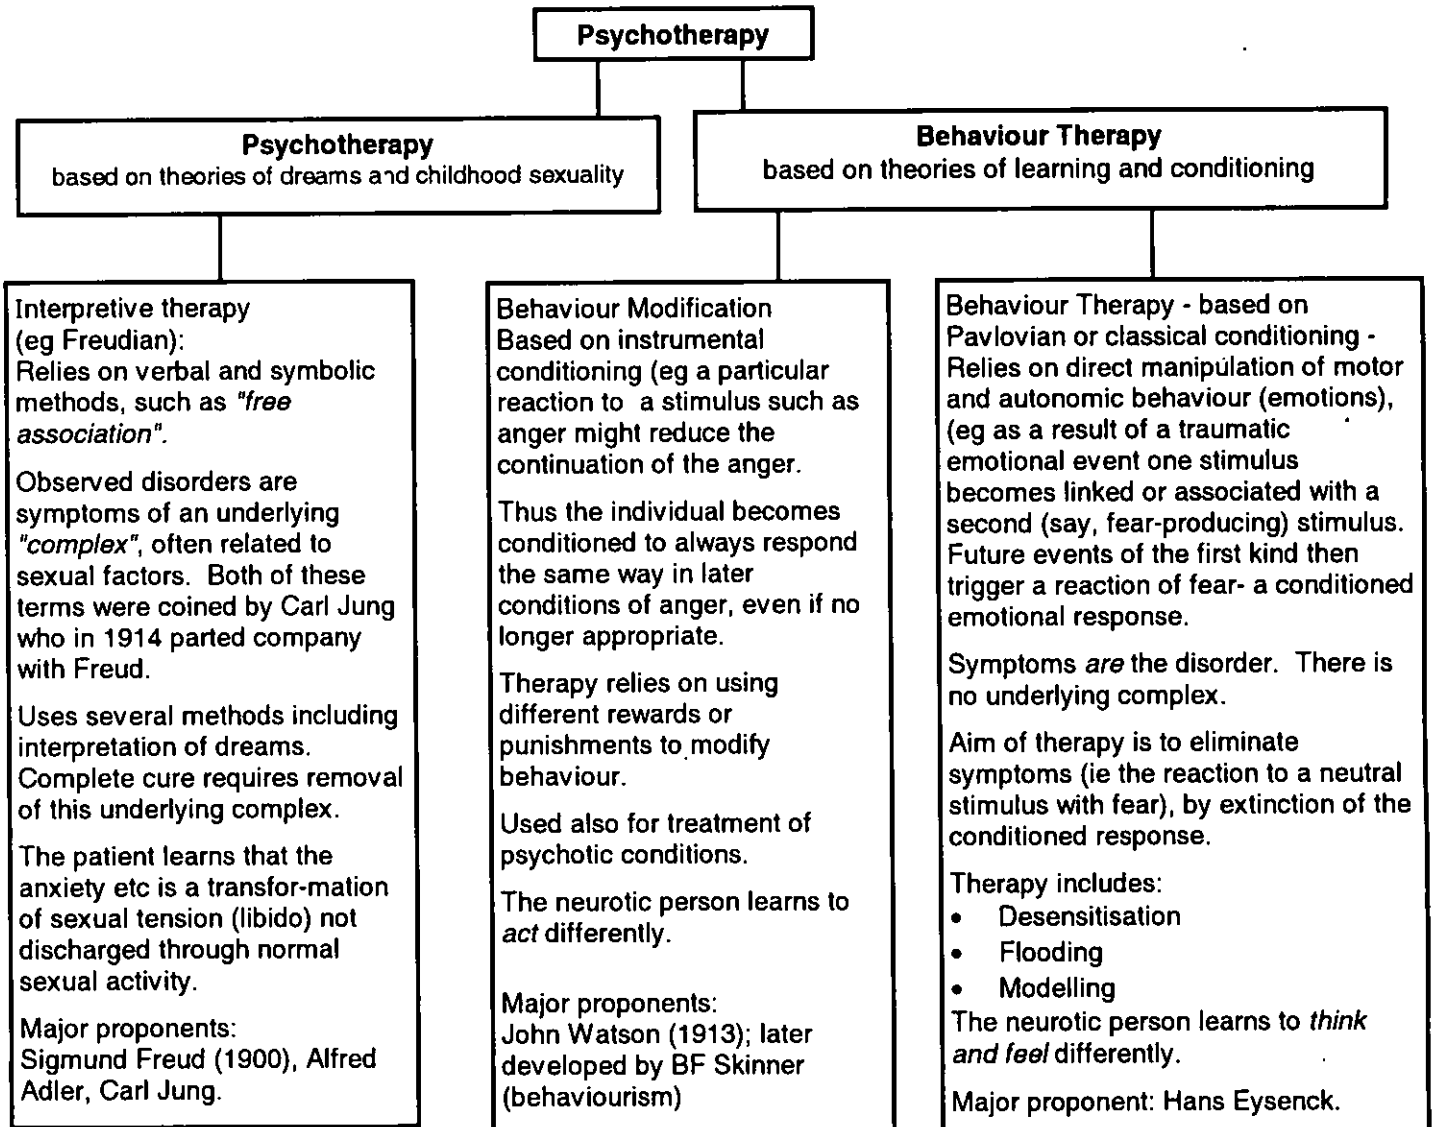 Psychotherapy
Psychotherapy
based on theories of dreams and childhood sexuality
Behaviour Therapy
based on theories of learning and conditioning
Interpretive therapy
(eg Freudian):
Relies on verbal and symbolic
methods, such as "free
association".
Observed disorders are
symptoms of an underlying
"complex", often related to
sexual factors. Both of these
terms were coined by Carl Jung
who in 1914 parted company
with Freud.
Uses several methods including
interpretation of dreams.
Complete cure requires removal
of this underlying complex.
The patient learns that the
anxiety etc is a transfor-mation
of sexual tension (libido) not
discharged through normal
sexual activity.
Major proponents:
Sigmund Freud (1900), Alfred
Adler, Carl Jung.
Behaviour Modification
Based on instrumental
conditioning (eg a particular
reaction to a stimulus such as
anger might reduce the
continuation of the anger.
Thus the individual becomes
conditioned to always respond
the same way in later
conditions of anger, even if no
longer appropriate.
Therapy relies on using
different rewards or
punishments to modify
behaviour.
Used also for treatment of
psychotic conditions.
The neurotic person learns to
act differently.
Major proponents:
John Watson (1913); later
developed by BF Skinner
(behaviourism)
Behaviour Therapy - based on
Pavlovian or classical conditioning -
Relies on direct manipulation of motor
and autonomic behaviour (emotions),
(eg as a result of a traumatic
emotional event one stimulus
becomes linked or associated with a
second (say, fear-producing) stimulus.
Future events of the first kind then
trigger a reaction of fear- a conditioned
emotional response.
Symptoms are the disorder. There is
no underlying complex.
Aim of therapy is to eliminate
symptoms (ie the reaction to a neutral
stimulus with fear), by extinction of the
conditioned response.
Therapy includes:
• Desensitisation
• Flooding
• Modelling
The neurotic person learns to think
and feel differently.
Major proponent: Hans Eysenck.